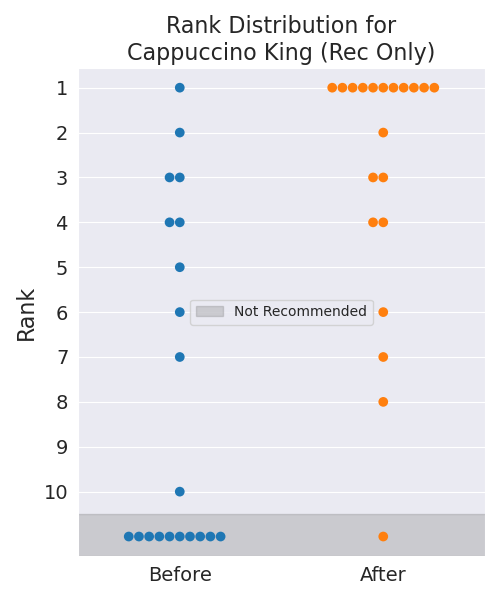 Rank Distribution for
Cappuccino King (Rec Only)
1
2
3
4
5
6
7
8
9
10
Rank
Not Recommended
Before After